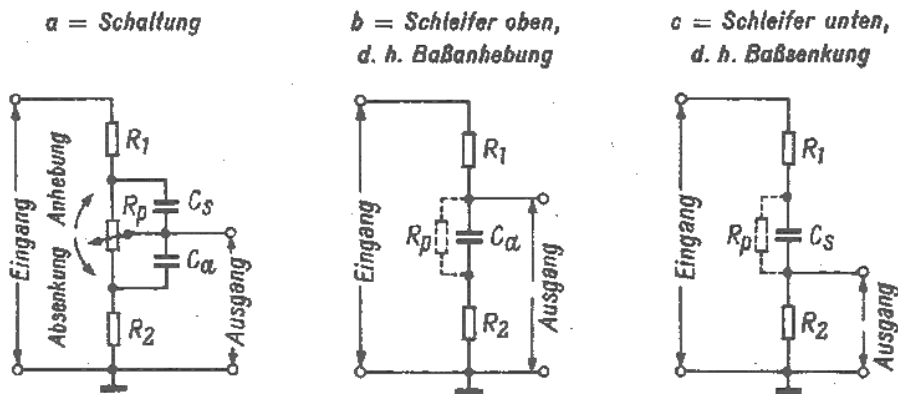 a = Schaltung
b = Schleifer oben,
d. h. Baßanhebung
c = Schleifer unten,
d. h. Baßsenkung
Eingang
Absenkung Anhebung
R1
Rp
Cs
Ca
R2
Ausgang
Eingang
R1
Rp
Ca
R2
Ausgang
Eingang
R1
Rp
Cs
R2
Ausgang